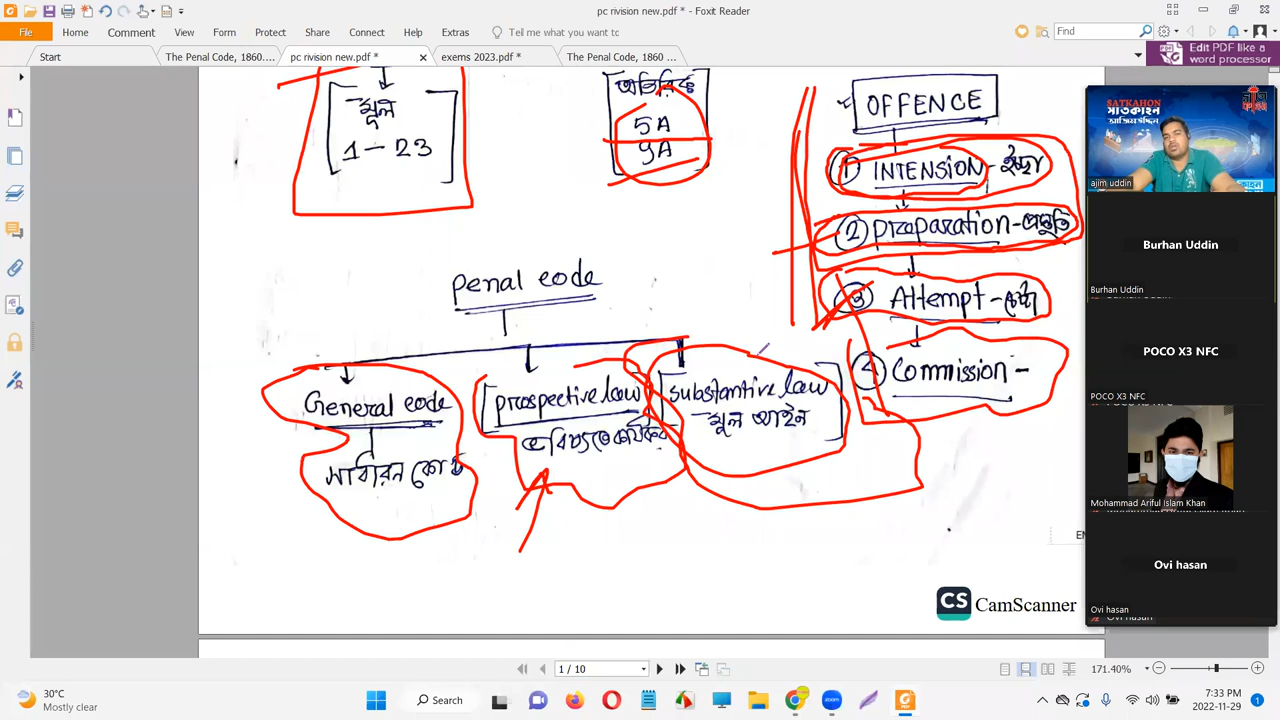 pc rivision new.pdf * - Foxit Reader
File
Home
Comment
View
Form
Protect
Share
Connect
Help
Extras
Tell me what you want to
Find
Start
The Penal Code, 1860....
pc rivision new.pdf *
exems 2023.pdf *
The Penal Code, 1860 ...
Edit PDF like a
word processor
মূল
1 - 23
অতিরিক্ত
5A
9A
OFFENCE
① INTENSION - ইচ্ছা
② preparation - প্রস্তুতি
③ Attempt - চেষ্টা
④ Commission -
penal code
General code
সাধারন কোড
prospective law
substantive law
মূল আইন
CS CamScanner
SATKAHON
সাতকাহন
ajim uddin
Burhan Uddin
Burhan Uddin
POCO X3 NFC
POCO X3 NFC
Mohammad Ariful Islam Khan
Ovi hasan
Ovi hasan
1 / 10
171.40%
30°C
Mostly clear
Search
7:33 PM
2022-11-29
1